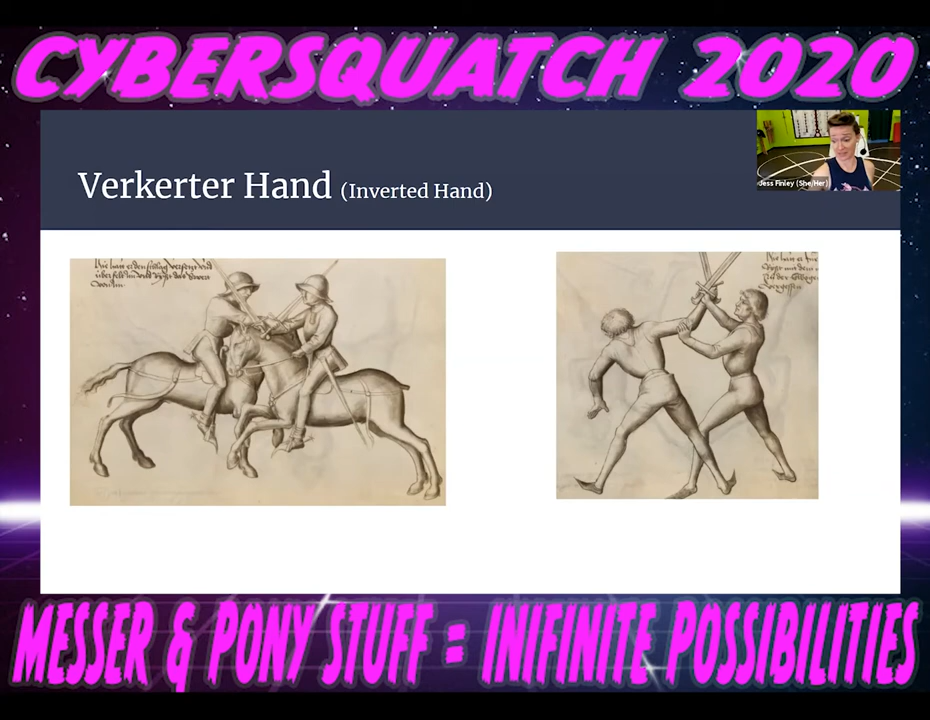 CYBERSQUATCH 2020
Jess Finley (She/Her)
Verkerter Hand (Inverted Hand)
MESSER & PONY STUFF = INIFINITE POSSIBILITIES